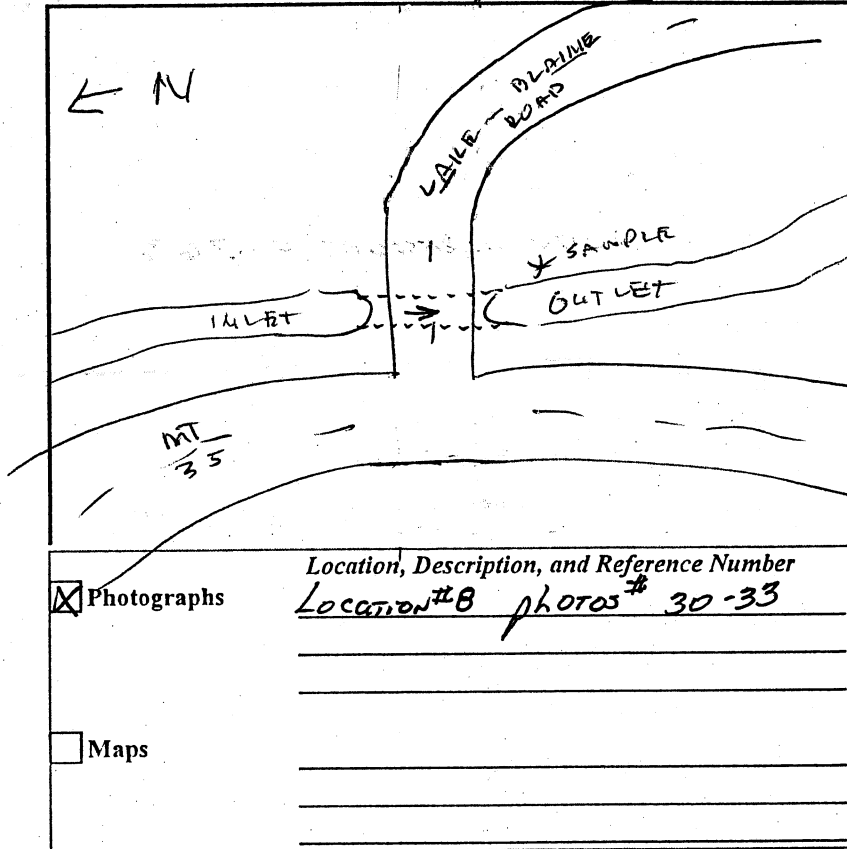 N
LAKE BLAINE
ROAD
SAMPLE
INLET
OUTLET
MT
35
Location, Description, and Reference Number
Photographs
LOCATION #8 PHOTOS # 30-33
Maps